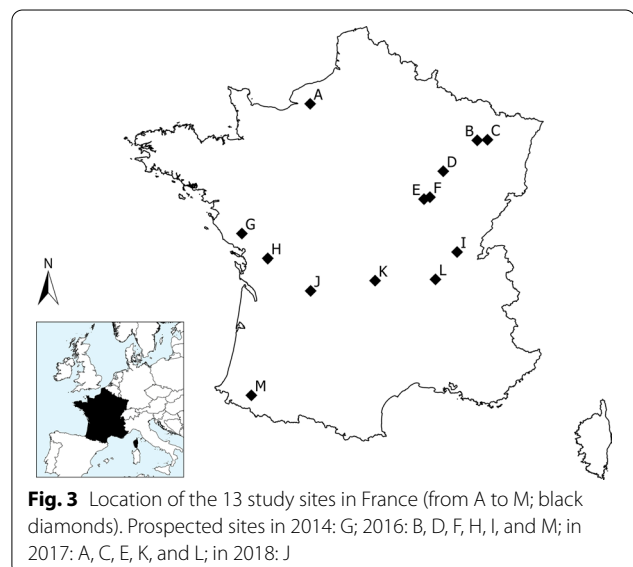 A
B
C
D
E
F
G
H
I
J
K
L
M
N
Fig. 3 Location of the 13 study sites in France (from A to M; black
diamonds). Prospected sites in 2014: G; 2016: B, D, F, H, I, and M; in
2017: A, C, E, K, and L; in 2018: J